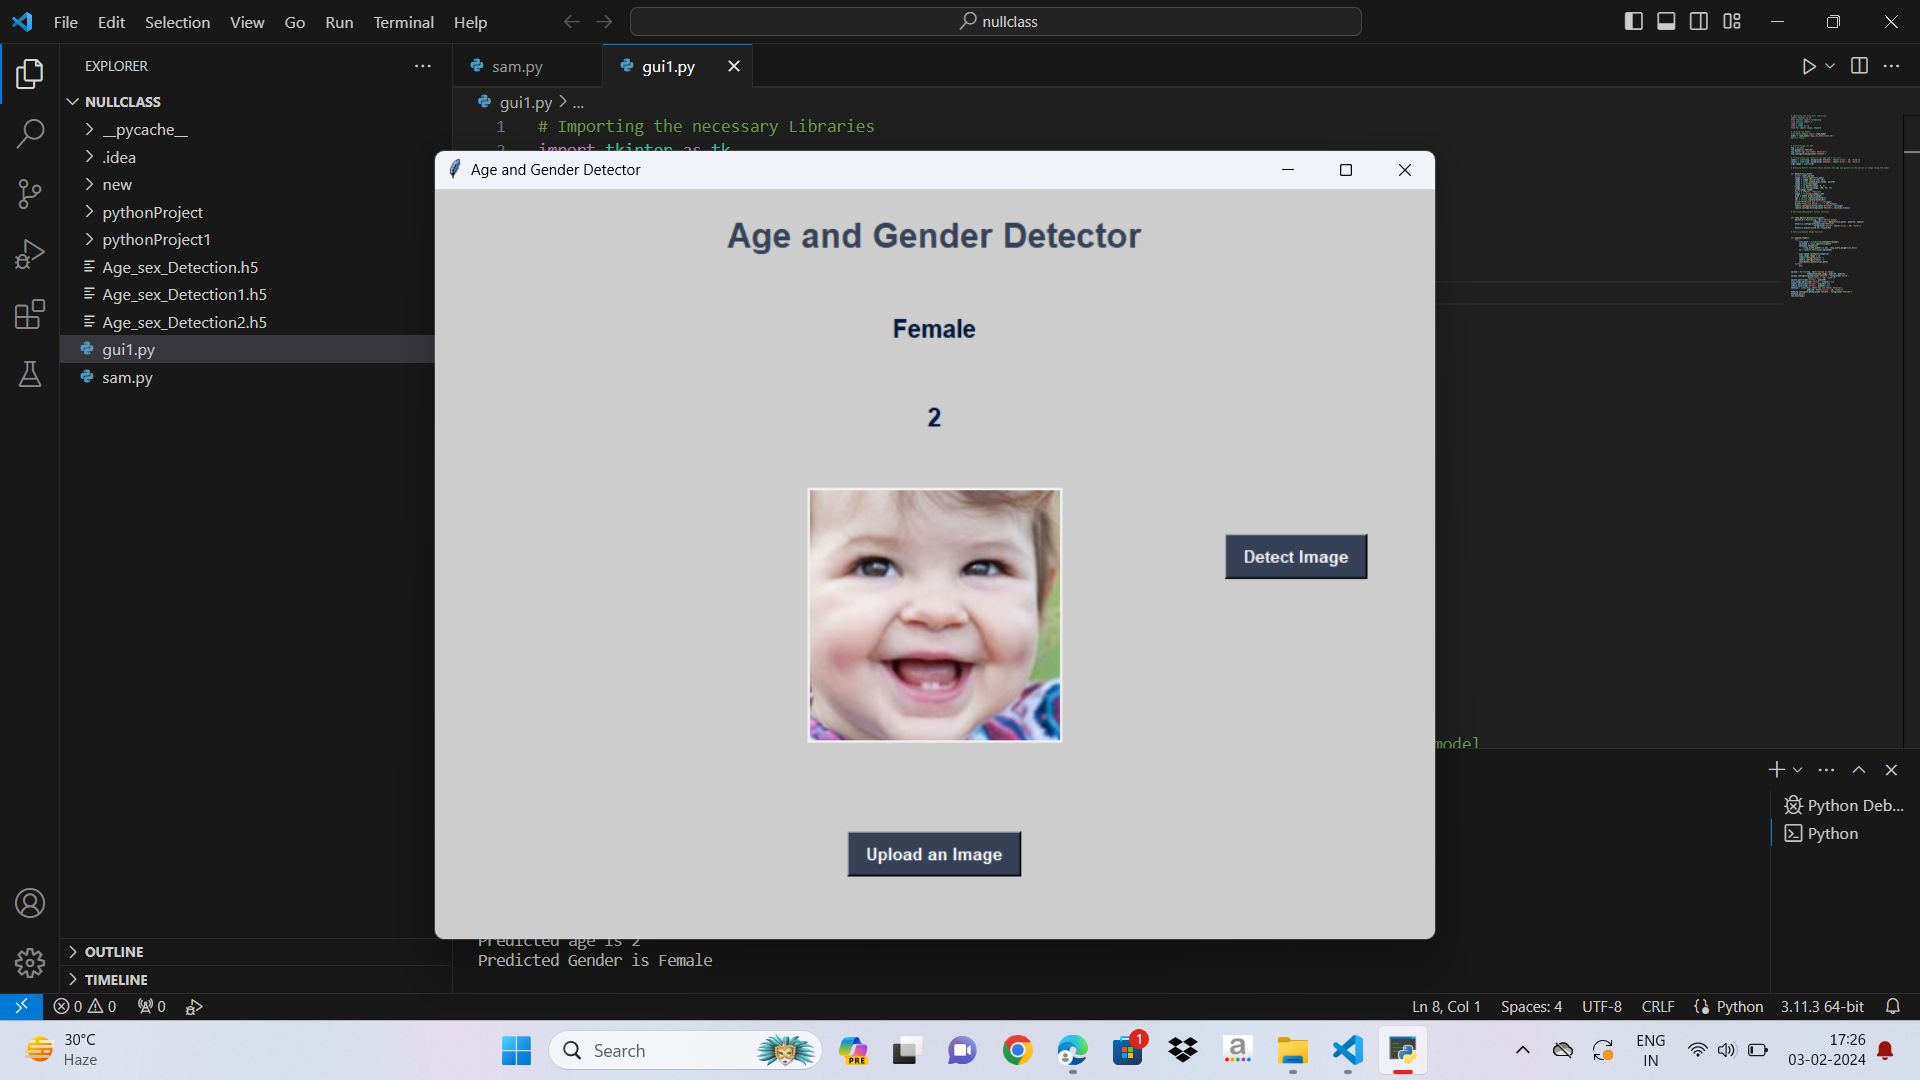 File Edit Selection View Go Run Terminal Help
nullclass
EXPLORER
NULLCLASS
__pycache__
.idea
new
pythonProject
pythonProject1
Age_sex_Detection.h5
Age_sex_Detection1.h5
Age_sex_Detection2.h5
gui1.py
sam.py
OUTLINE
TIMELINE
sam.py gui1.py
gui1.py > ...
1 # Importing the necessary Libraries
2 import tkinter as tk
Age and Gender Detector
Age and Gender Detector
Female
2
Detect Image
Upload an Image
model
Python Deb...
Python
Predicted age is 2
Predicted Gender is Female
0 0 0
Ln 8, Col 1 Spaces: 4 UTF-8 CRLF Python 3.11.3 64-bit
30°C
Haze
Search
PRE
a
1
ENG
IN
17:26
03-02-2024